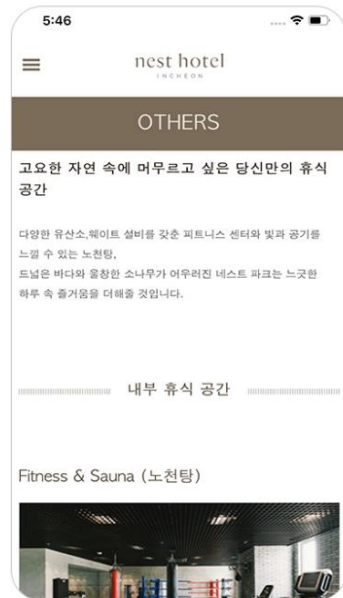 5:46
nest hotel
INCHEON
OTHERS
고요한 자연 속에 머무르고 싶은 당신만의 휴식
공간
다양한 유산소,웨이트 설비를 갖춘 피트니스 센터와 빛과 공기를
느낄 수 있는 노천탕,
드넓은 바다와 울창한 소나무가 어우러진 네스트 파크는 느긋한
하루 속 즐거움을 더해줄 것입니다.
내부 휴식 공간
Fitness & Sauna (노천탕)